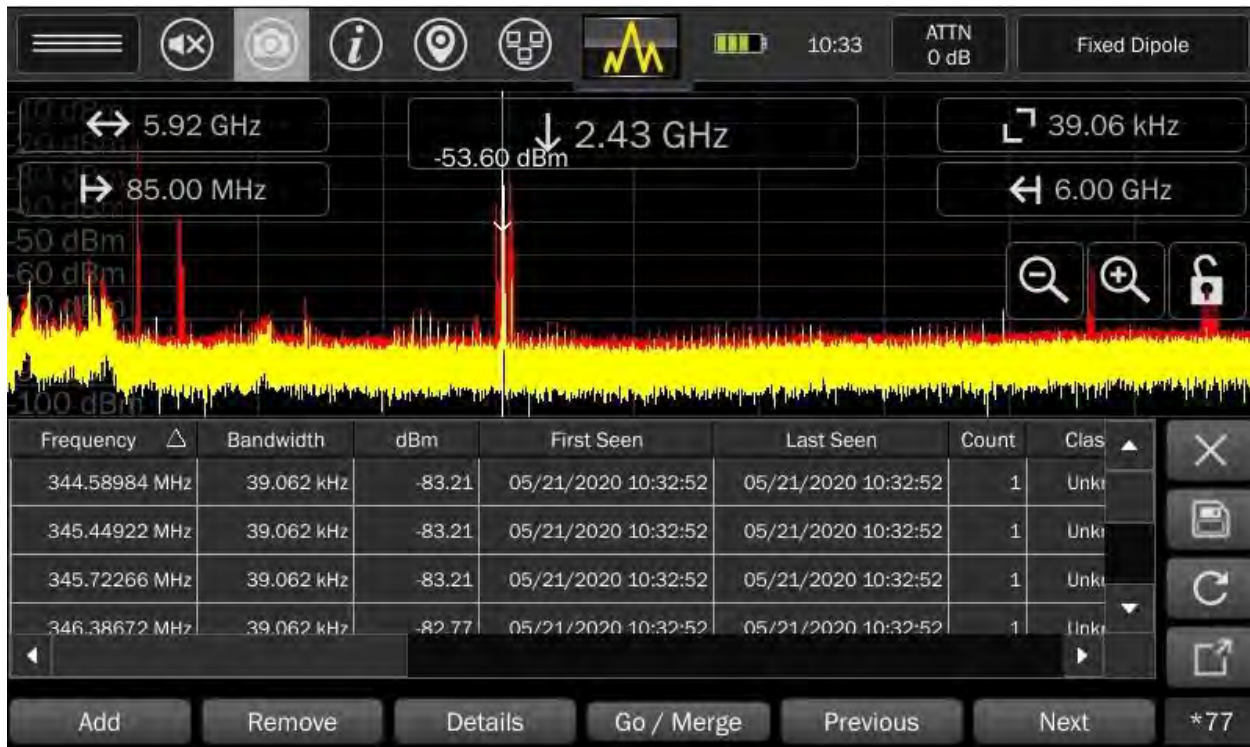 10:33
ATTN
0 dB
Fixed Dipole
5.92 GHz
2.43 GHz
39.06 kHz
-53.60 dBm
85.00 MHz
6.00 GHz
-50 dBm
-60 dBm
-100 dBm
Frequency Bandwidth dBm First Seen Last Seen Count Clas
344.58984 MHz 39.062 kHz -83.21 05/21/2020 10:32:52 05/21/2020 10:32:52 1 Unkr
345.44922 MHz 39.062 kHz -83.21 05/21/2020 10:32:52 05/21/2020 10:32:52 1 Unkr
345.72266 MHz 39.062 kHz -83.21 05/21/2020 10:32:52 05/21/2020 10:32:52 1 Unkr
346.38672 MHz 39.062 kHz -82.77 05/21/2020 10:32:52 05/21/2020 10:32:52 1 Unkr
Add Remove Details Go / Merge Previous Next *77